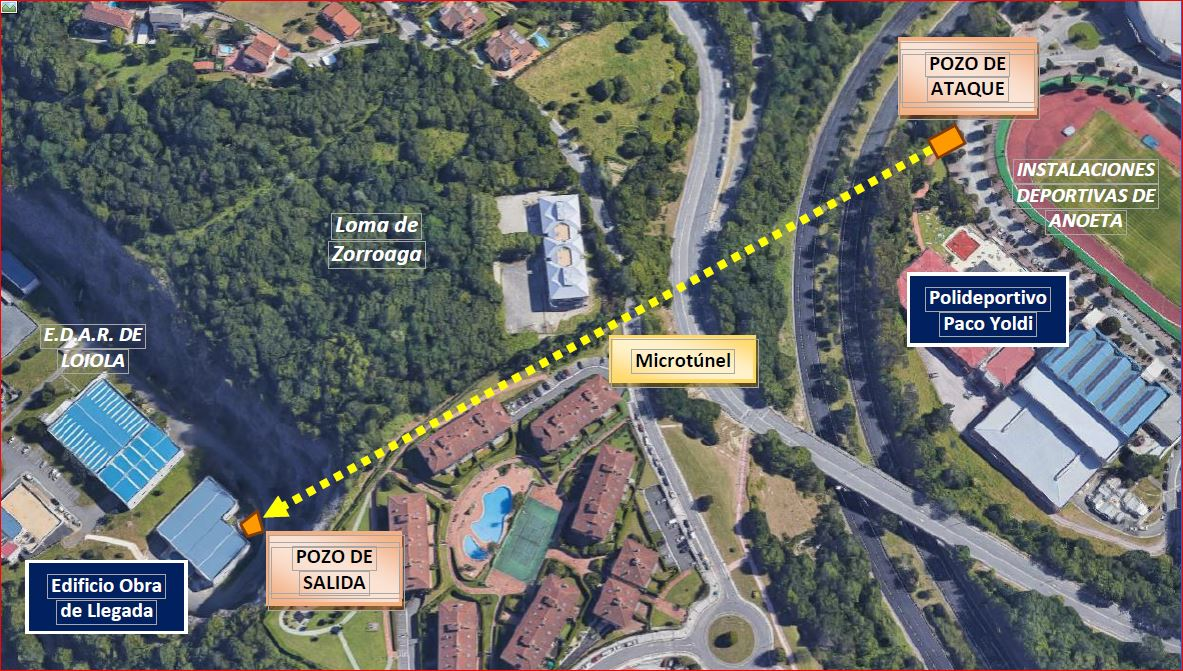 POZO DE
ATAQUE
INSTALACIONES
DEPORTIVAS DE
ANOETA
Loma de
Zorroaga
Polideportivo
Paco Yoldi
E.D.A.R. DE
LOIOLA
Microtúnel
POZO DE
SALIDA
Edificio Obra
de Llegada